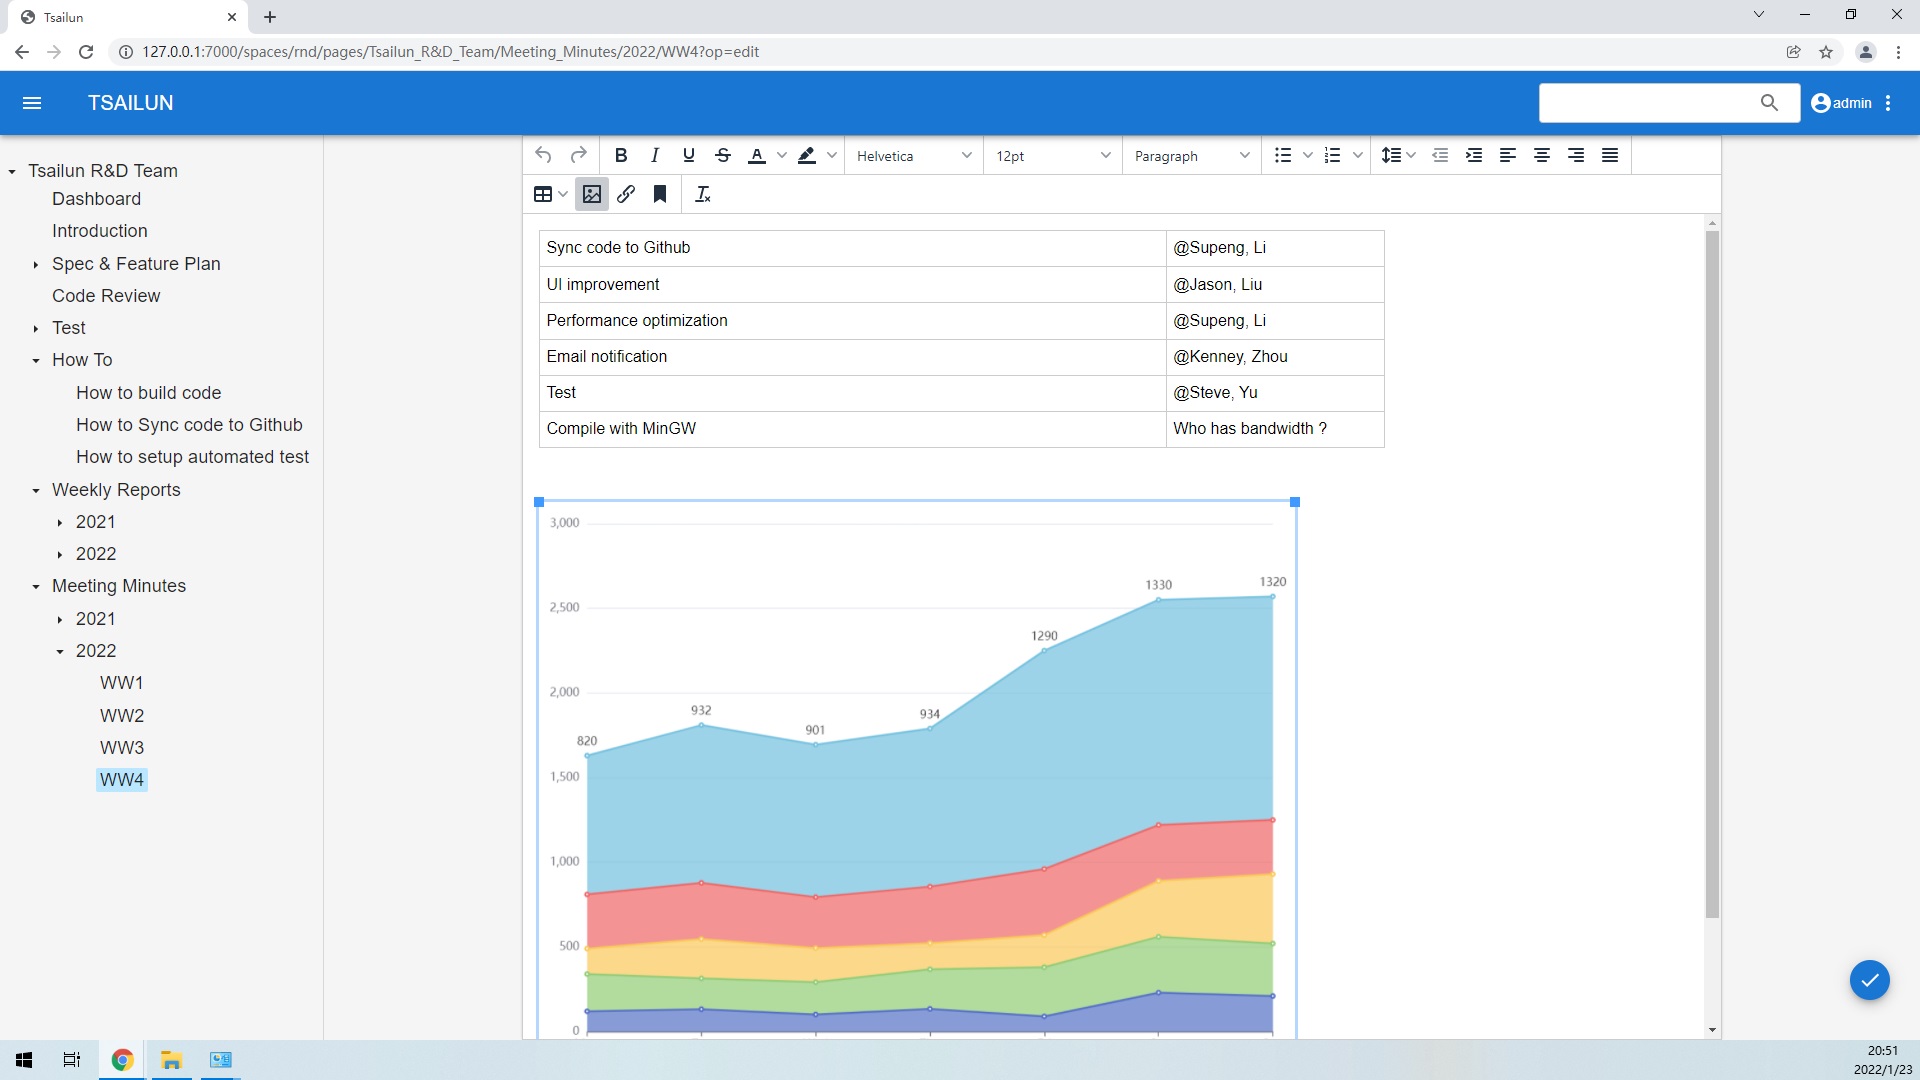 Tsailun
127.0.0.1:7000/spaces/rnd/pages/Tsailun_R&D_Team/Meeting_Minutes/2022/WW4?op=edit
TSAILUN
admin
Helvetica
12pt
Paragraph
Tsailun R&D Team
Dashboard
Introduction
Spec & Feature Plan
Code Review
Test
How To
How to build code
How to Sync code to Github
How to setup automated test
Weekly Reports
2021
2022
Meeting Minutes
2021
2022
WW1
WW2
WW3
WW4
Sync code to Github @Supeng, Li
UI improvement @Jason, Liu
Performance optimization @Supeng, Li
Email notification @Kenney, Zhou
Test @Steve, Yu
Compile with MinGW Who has bandwidth ?
3,000
2,500
2,000
1,500
1,000
500
0
820
932
901
934
1290
1330
1320
20:51
2022/1/23